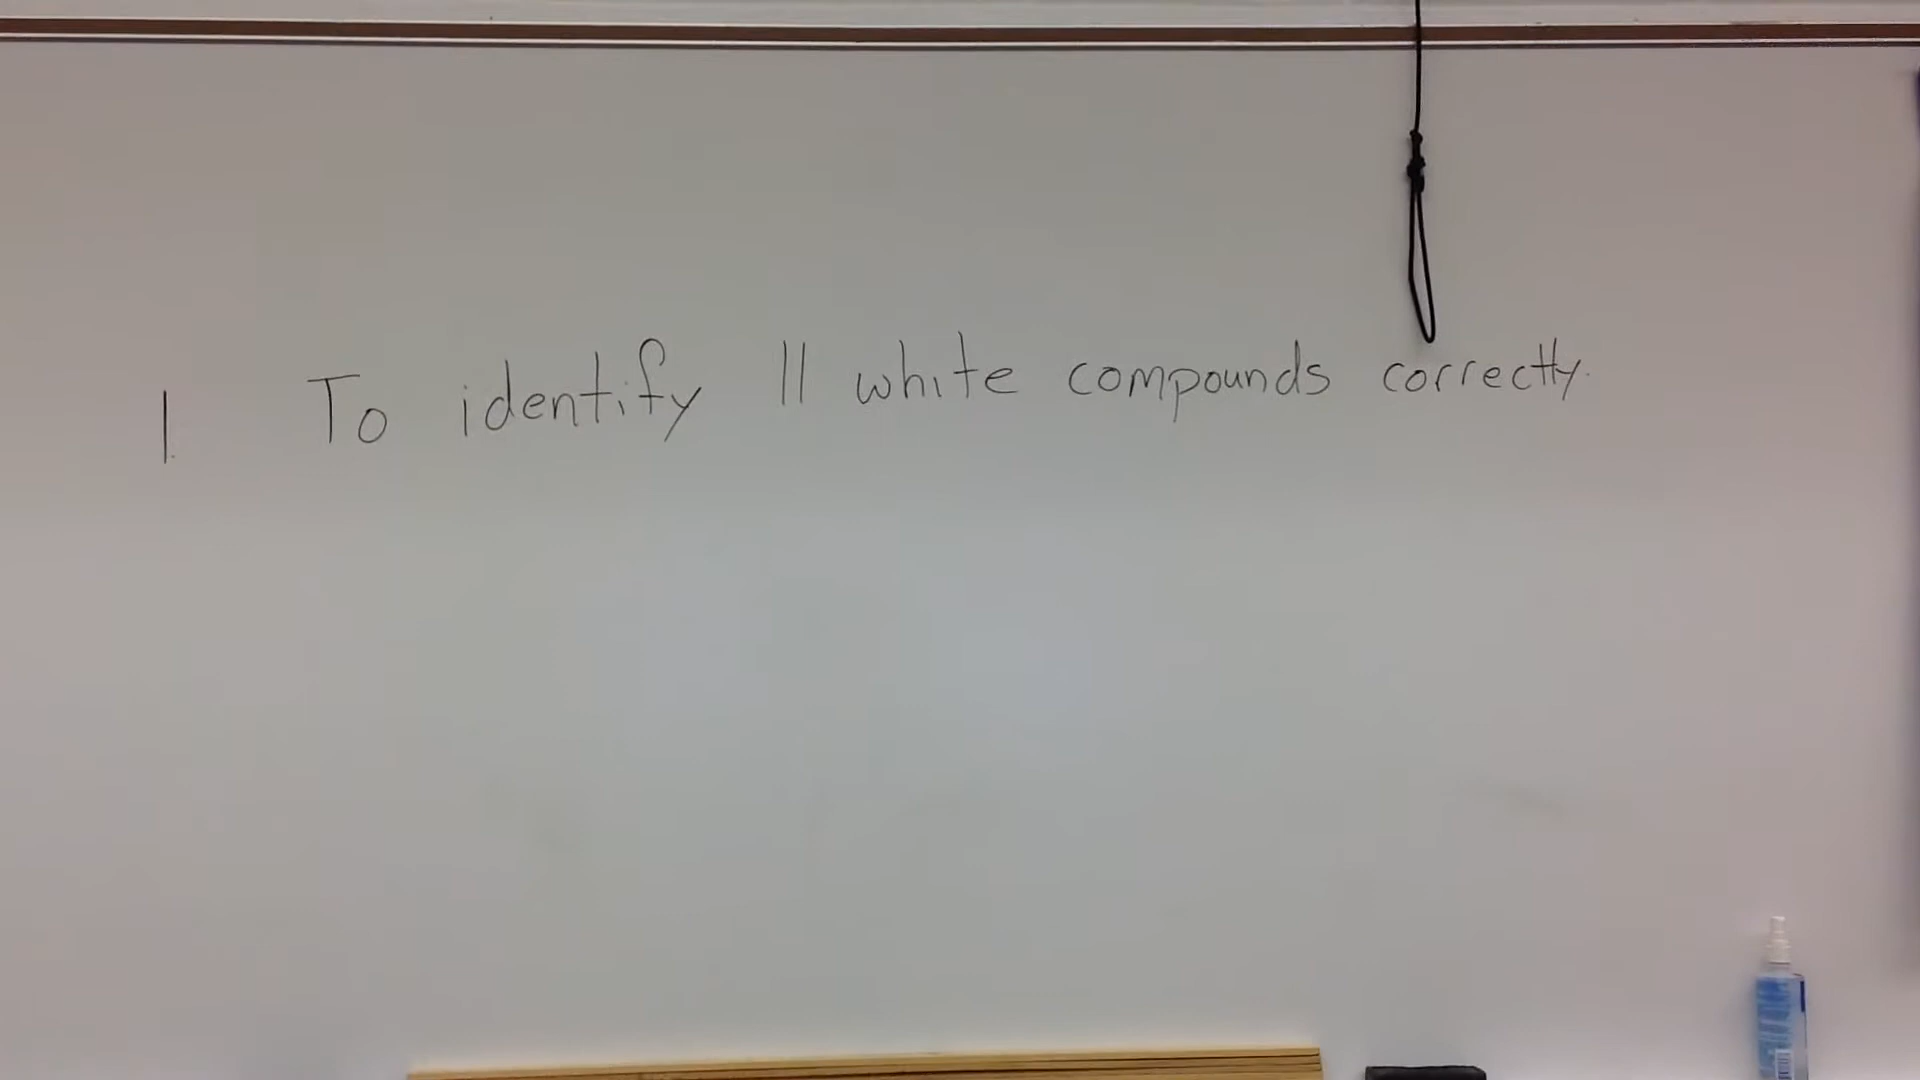 1. To identify 11 white compounds correctly.